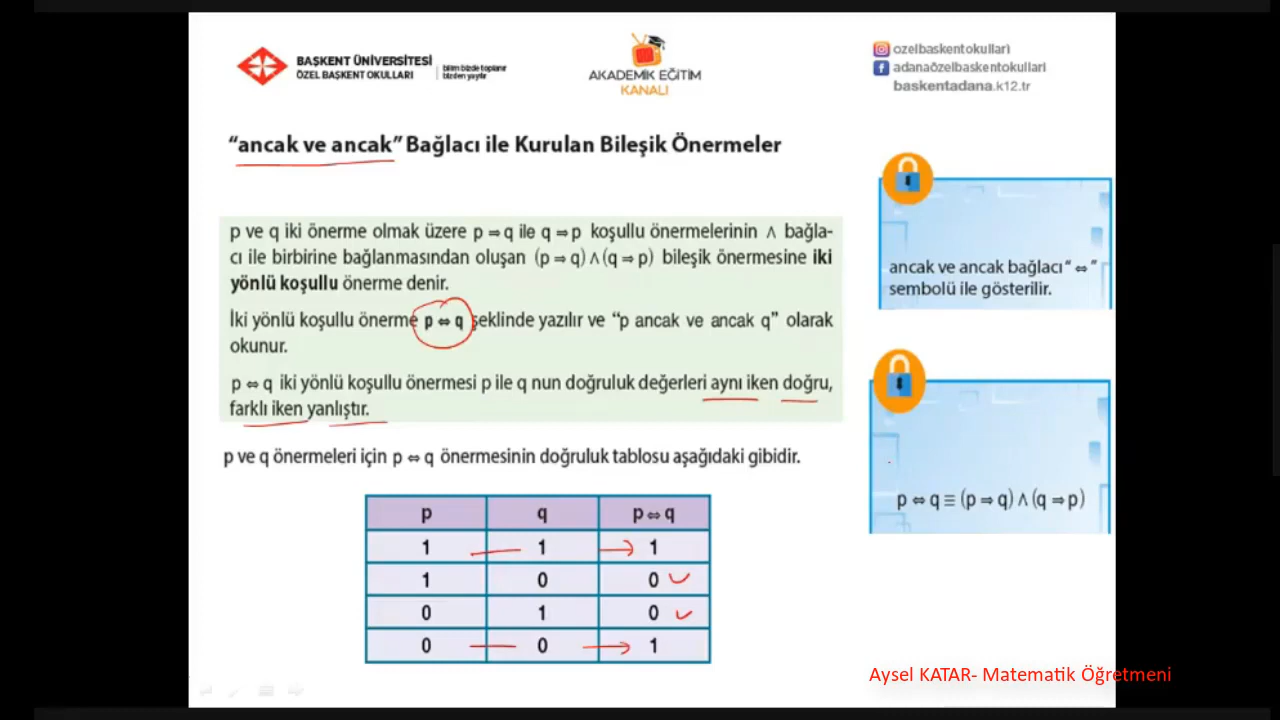 BAŞKENT ÜNİVERSİTESİ
ÖZEL BAŞKENT OKULLARI
bilim bizde toplanır
bizden yayılır
AKADEMİK EĞİTİM
KANALI
ozelbaskentokullari
adanaözelbaskentokullari
baskentadana.k12.tr
“ancak ve ancak” Bağlacı ile Kurulan Bileşik Önermeler
p ve q iki önerme olmak üzere p ⇒ q ile q ⇒ p koşullu önermelerinin ∧ bağla-
cı ile birbirine bağlanmasından oluşan (p ⇒ q) ∧ (q ⇒ p) bileşik önermesine iki
yönlü koşullu önerme denir.
İki yönlü koşullu önerme p ⇔ q şeklinde yazılır ve “p ancak ve ancak q” olarak
okunur.
p ⇔ q iki yönlü koşullu önermesi p ile q nun doğruluk değerleri aynı iken doğru,
farklı iken yanlıştır.
p ve q önermeleri için p ⇔ q önermesinin doğruluk tablosu aşağıdaki gibidir.
p q p ⇔ q
1 1 1
1 0 0
0 1 0
0 0 1
ancak ve ancak bağlacı “ ⇔ ”
sembolü ile gösterilir.
p ⇔ q ≡ (p ⇒ q) ∧ (q ⇒ p)
Aysel KATAR- Matematik Öğretmeni